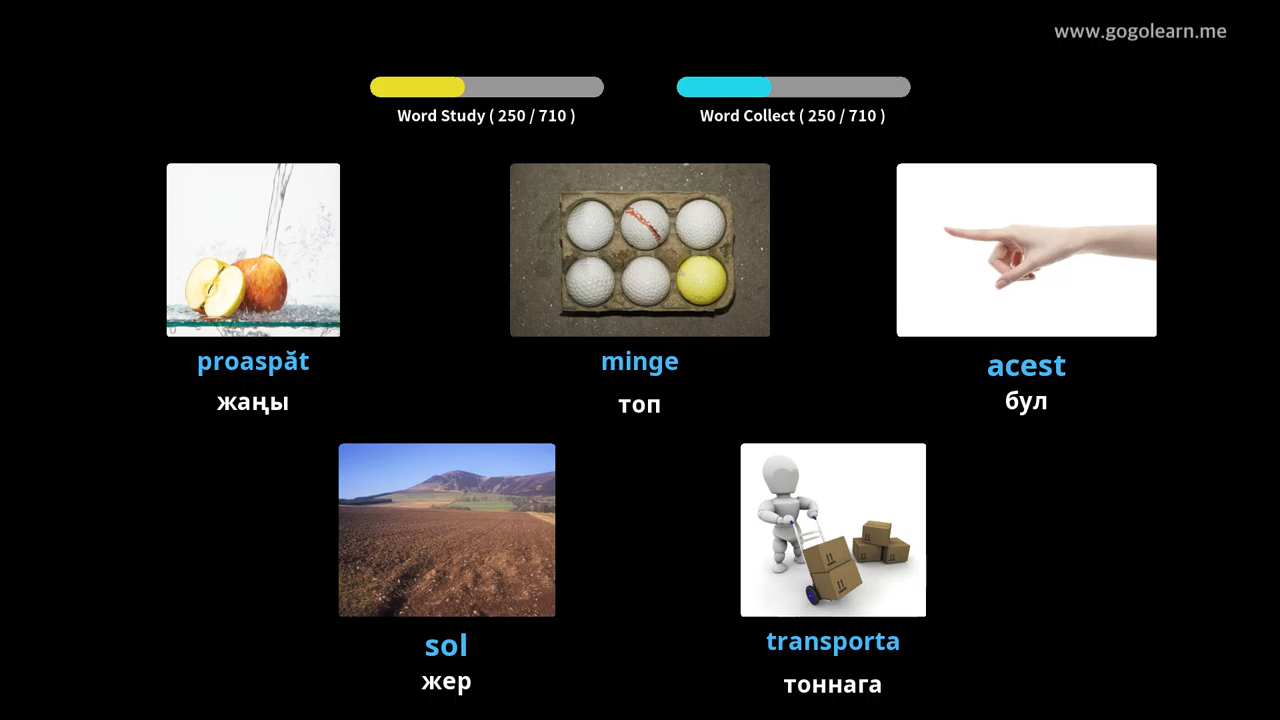 www.gogolearn.me
Word Study ( 250 / 710 )
Word Collect ( 250 / 710 )
proaspăt
жаңы
minge
топ
acest
бул
sol
жер
transporta
тоннага